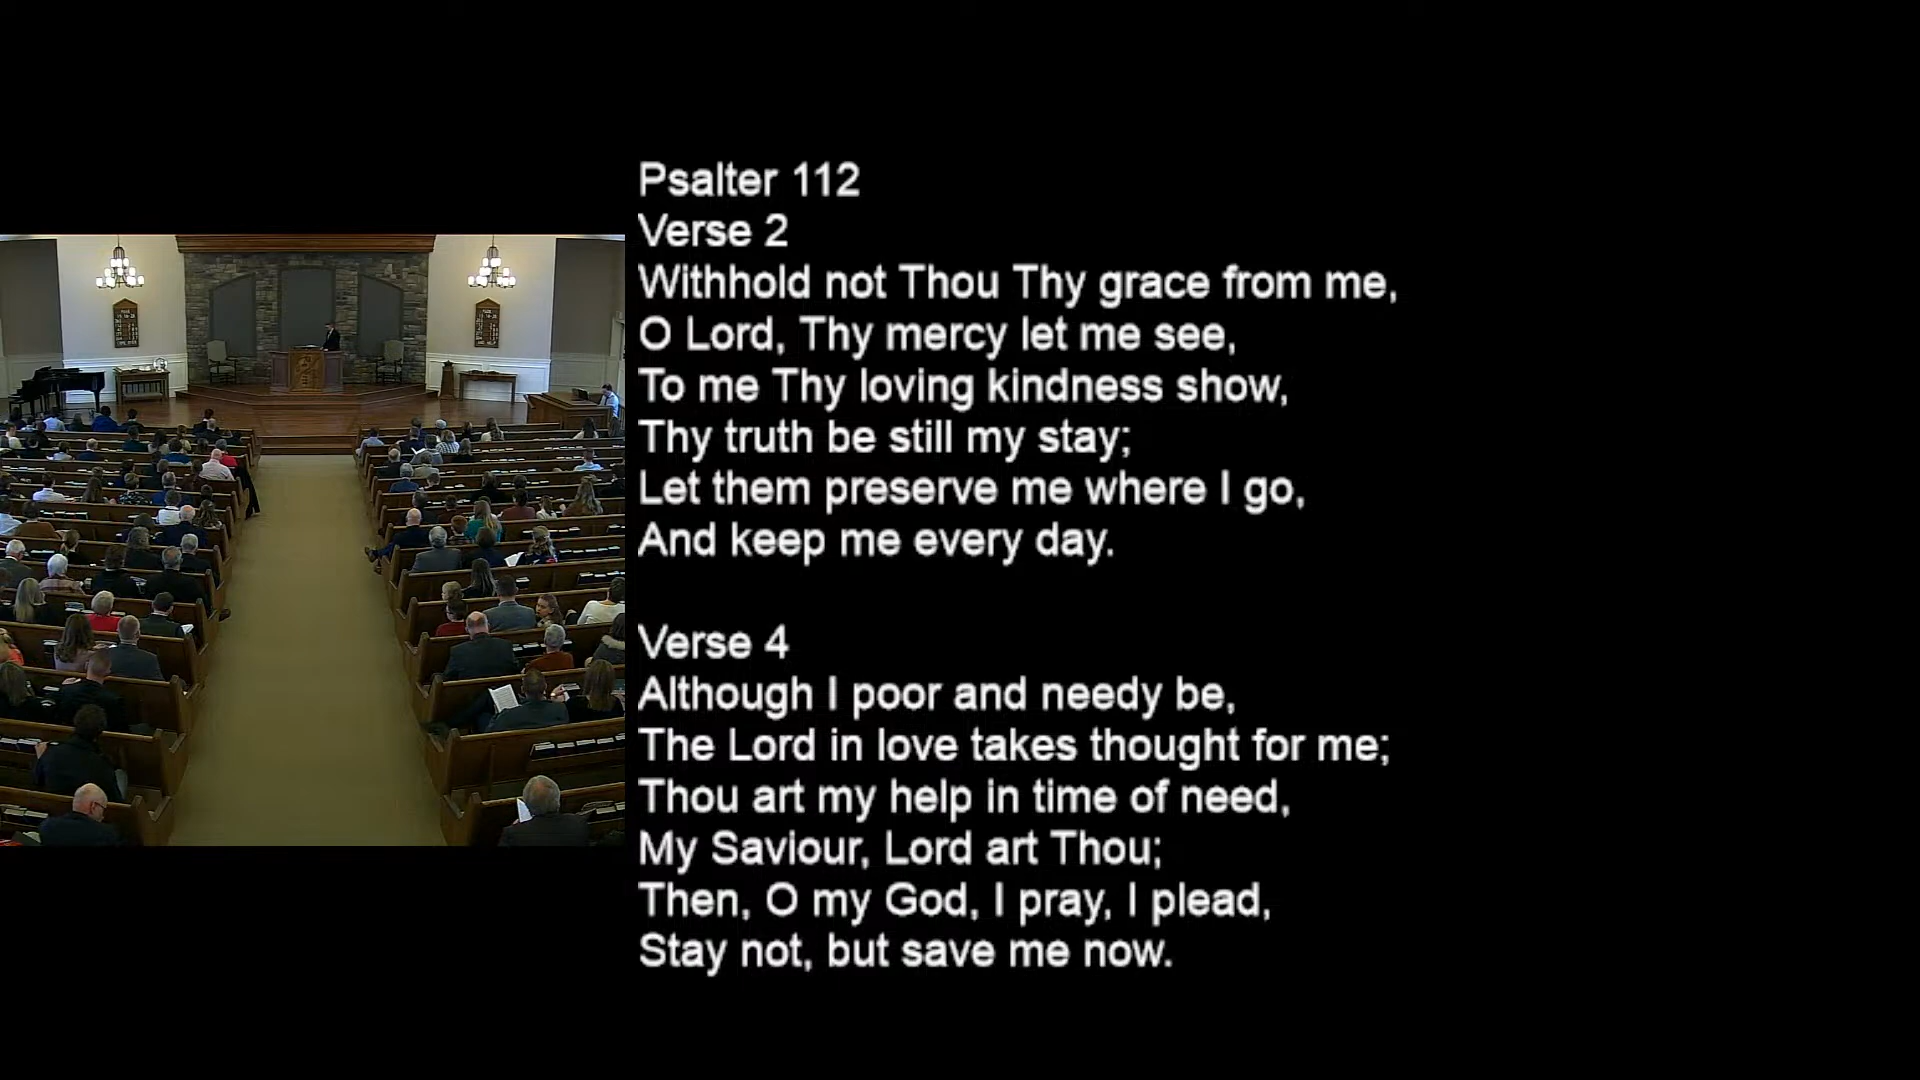 Psalter 112
Verse 2
Withhold not Thou Thy grace from me,
O Lord, Thy mercy let me see,
To me Thy loving kindness show,
Thy truth be still my stay;
Let them preserve me where I go,
And keep me every day.
Verse 4
Although I poor and needy be,
The Lord in love takes thought for me;
Thou art my help in time of need,
My Saviour, Lord art Thou;
Then, O my God, I pray, I plead,
Stay not, but save me now.